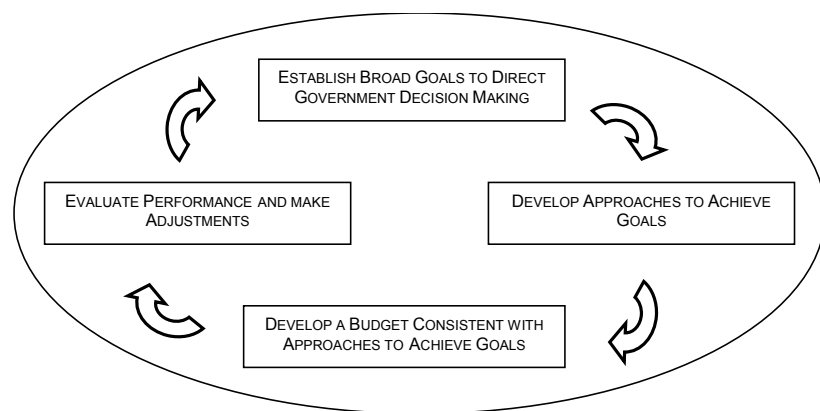 ESTABLISH BROAD GOALS TO DIRECT
GOVERNMENT DECISION MAKING
EVALUATE PERFORMANCE AND MAKE
ADJUSTMENTS
DEVELOP APPROACHES TO ACHIEVE
GOALS
DEVELOP A BUDGET CONSISTENT WITH
APPROACHES TO ACHIEVE GOALS